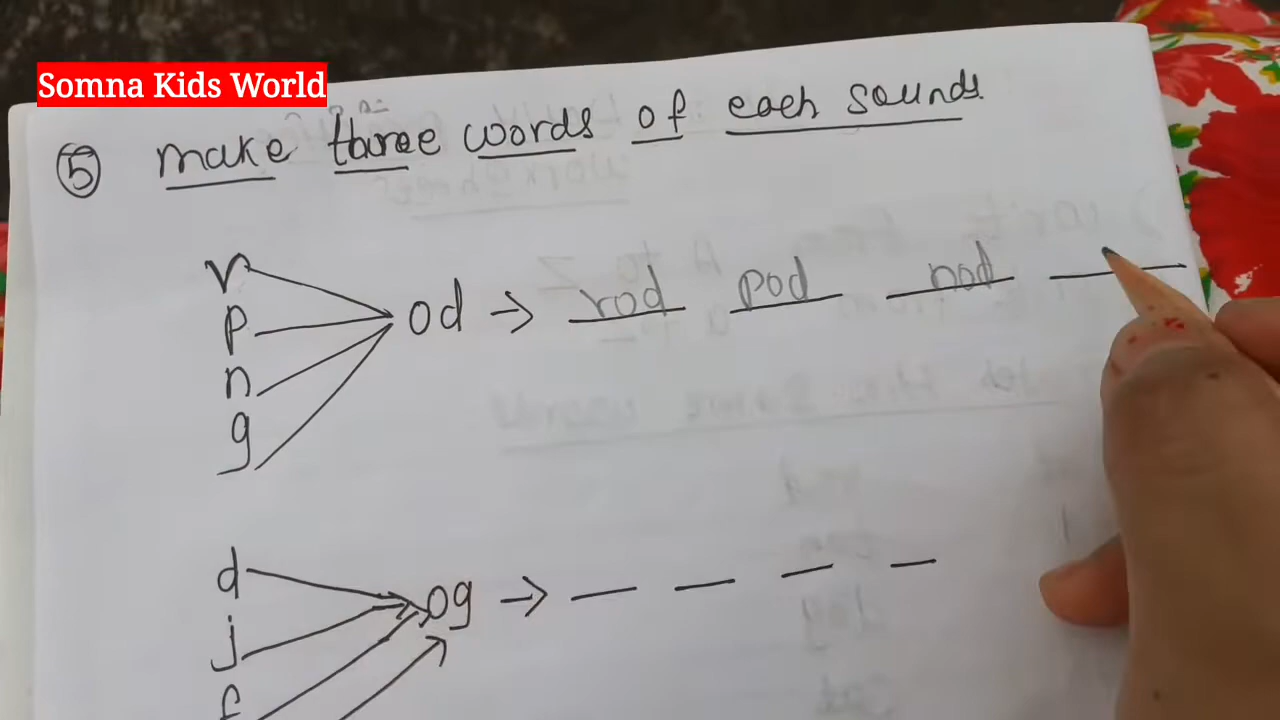 Somna Kids World
5 make three words of each sounds
r
p
n
g
od → rod pod nod
d
j
f
og →